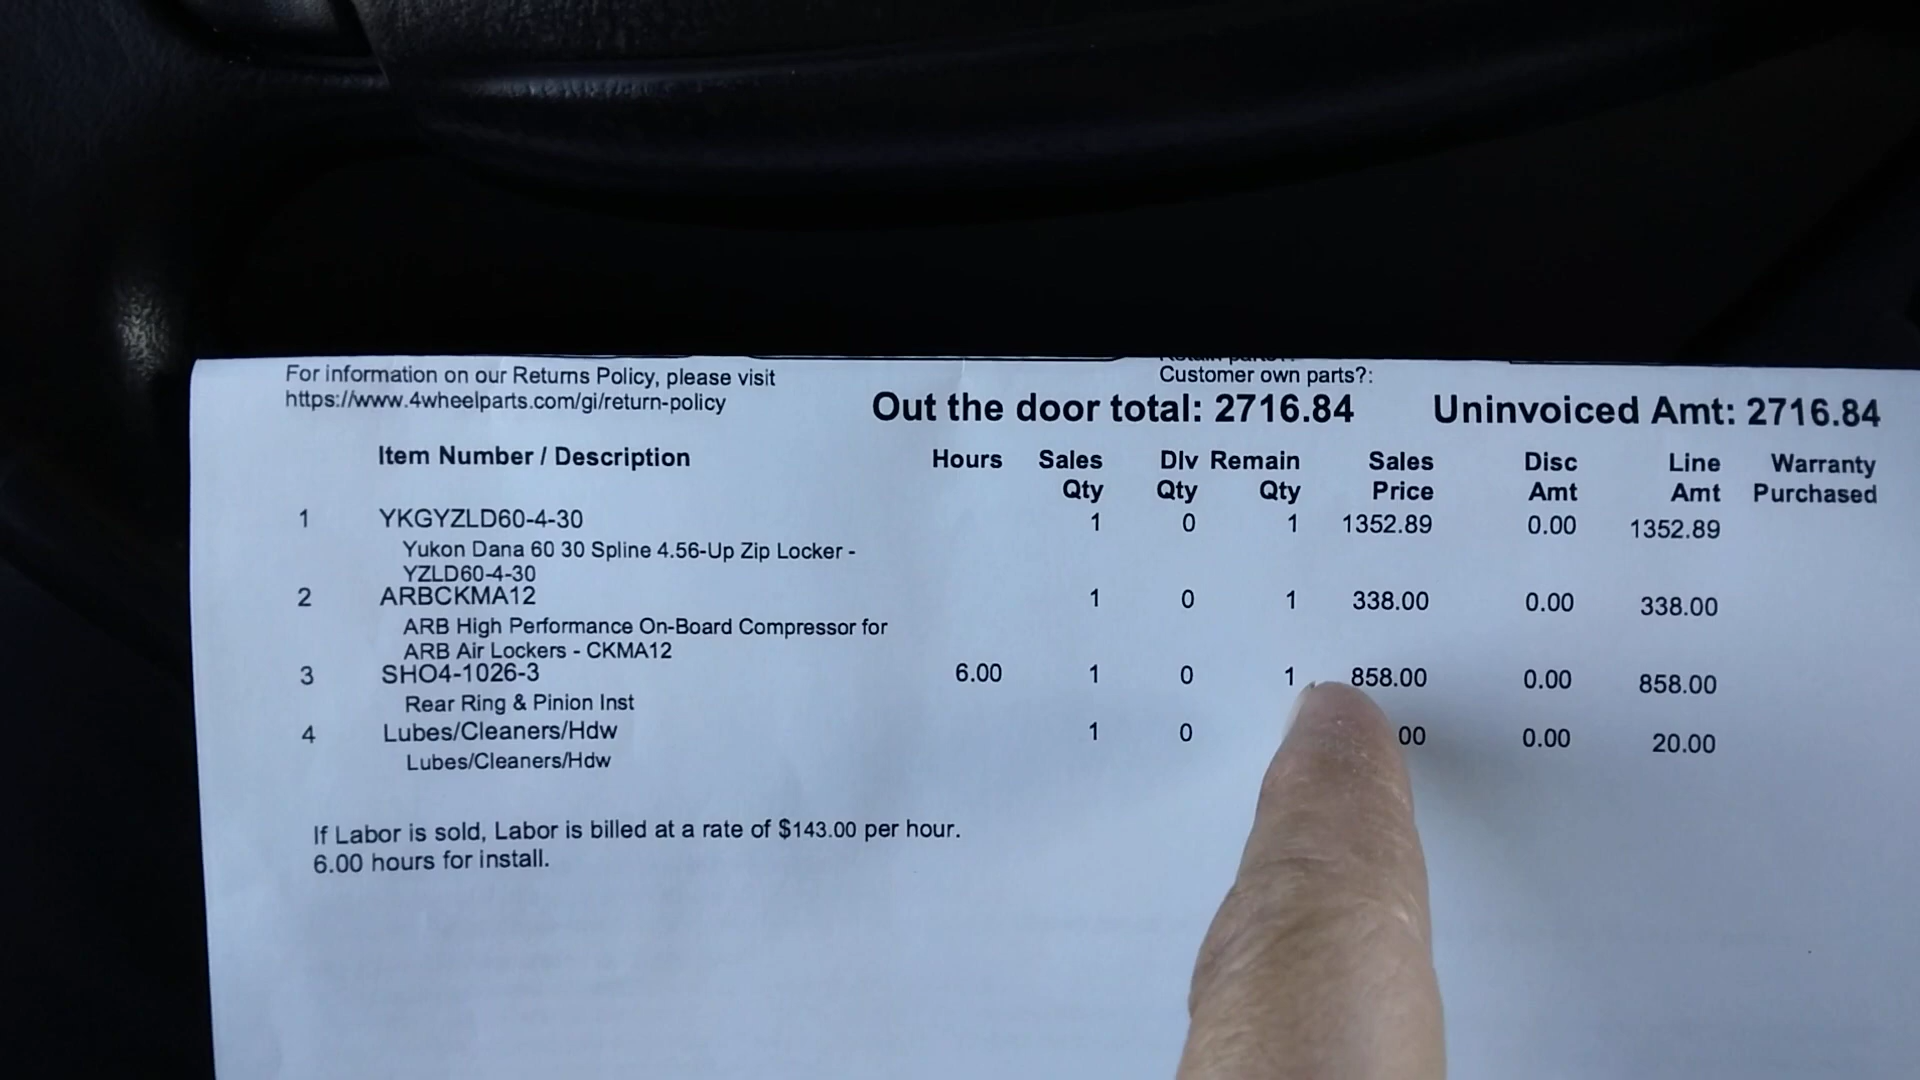 For information on our Returns Policy, please visit
https://www.4wheelparts.com/gi/return-policy
Customer own parts?:
Out the door total: 2716.84 Uninvoiced Amt: 2716.84
Item Number / Description Hours Sales Qty Dlv Qty Remain Qty Sales Price Disc Amt Line Amt Warranty Purchased
1 YKGYZLD60-4-30 1 0 1 1352.89 0.00 1352.89
Yukon Dana 60 30 Spline 4.56-Up Zip Locker -
YZLD60-4-30
2 ARBCKMA12 1 0 1 338.00 0.00 338.00
ARB High Performance On-Board Compressor for
ARB Air Lockers - CKMA12
3 SHO4-1026-3 6.00 1 0 1 858.00 0.00 858.00
Rear Ring & Pinion Inst
4 Lubes/Cleaners/Hdw 1 0 00 0.00 20.00
Lubes/Cleaners/Hdw
If Labor is sold, Labor is billed at a rate of $143.00 per hour.
6.00 hours for install.